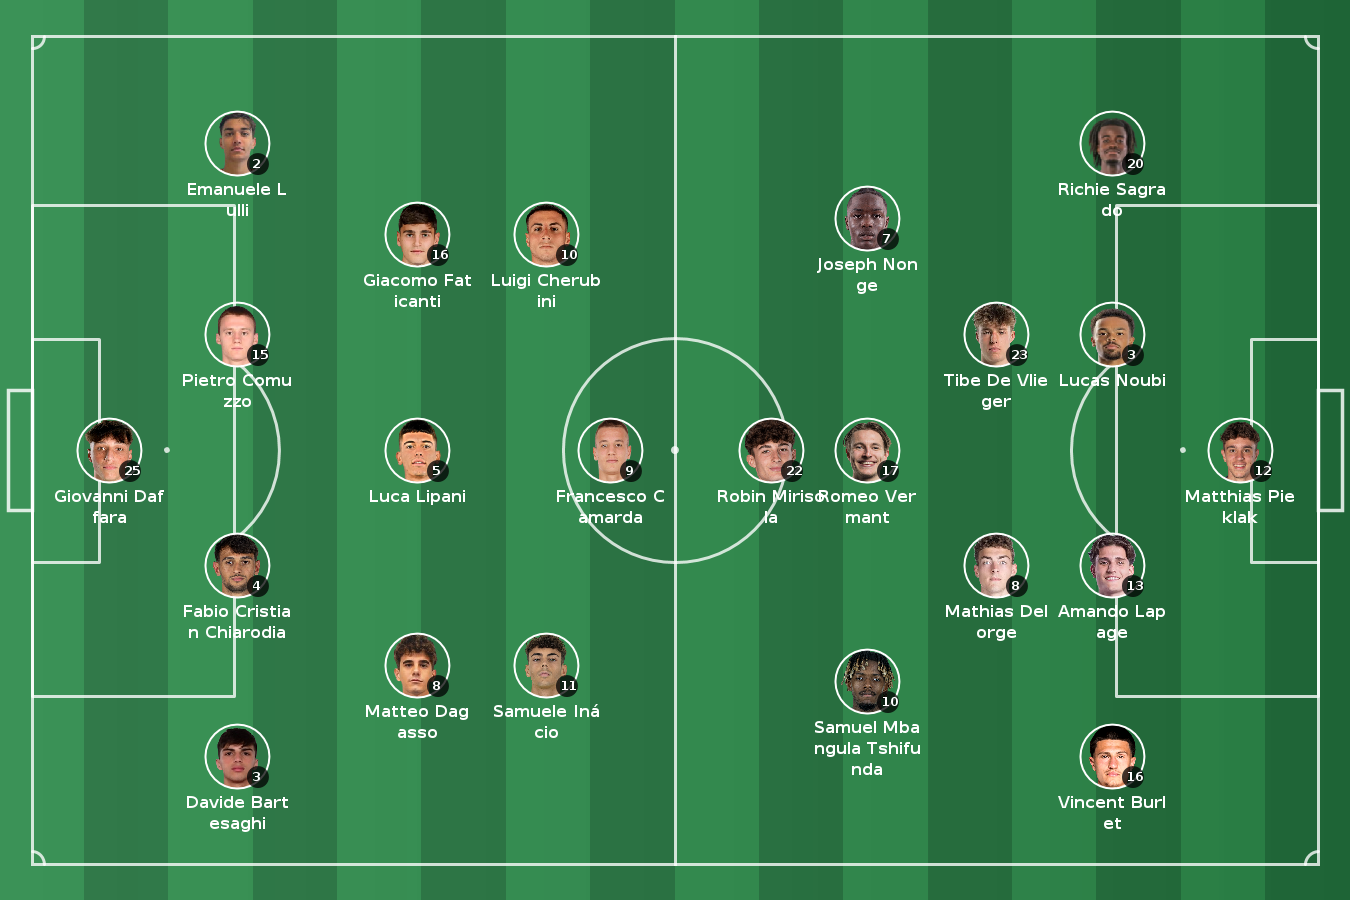 2
Emanuele L
ulli
20
Richie Sagra
do
7
Joseph Non
ge
16
Giacomo Fat
icanti
10
Luigi Cherub
ini
15
Pietro Comu
zzo
23
Tibe De Vlie
ger
3
Lucas Noubi
25
Giovanni Daf
fara
5
Luca Lipani
9
Francesco C
amarda
22
Robin Miriso
la
17
Romeo Ver
mant
12
Matthias Pie
klak
4
Fabio Cristia
n Chiarodia
8
Mathias Del
orge
13
Amando Lap
age
8
Matteo Dag
asso
11
Samuele Iná
cio
10
Samuel Mba
ngula Tshifu
nda
3
Davide Bart
esaghi
16
Vincent Burl
et